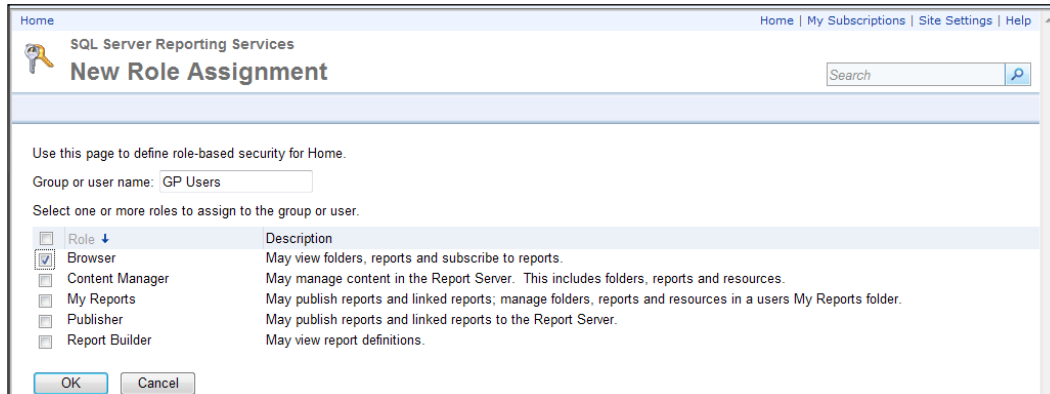 Home
Home | My Subscriptions | Site Settings | Help
SQL Server Reporting Services
New Role Assignment
Search
Use this page to define role-based security for Home.
Group or user name: GP Users
Select one or more roles to assign to the group or user.
Role ↓ Description
Browser May view folders, reports and subscribe to reports.
Content Manager May manage content in the Report Server. This includes folders, reports and resources.
My Reports May publish reports and linked reports; manage folders, reports and resources in a users My Reports folder.
Publisher May publish reports and linked reports to the Report Server.
Report Builder May view report definitions.
OK Cancel